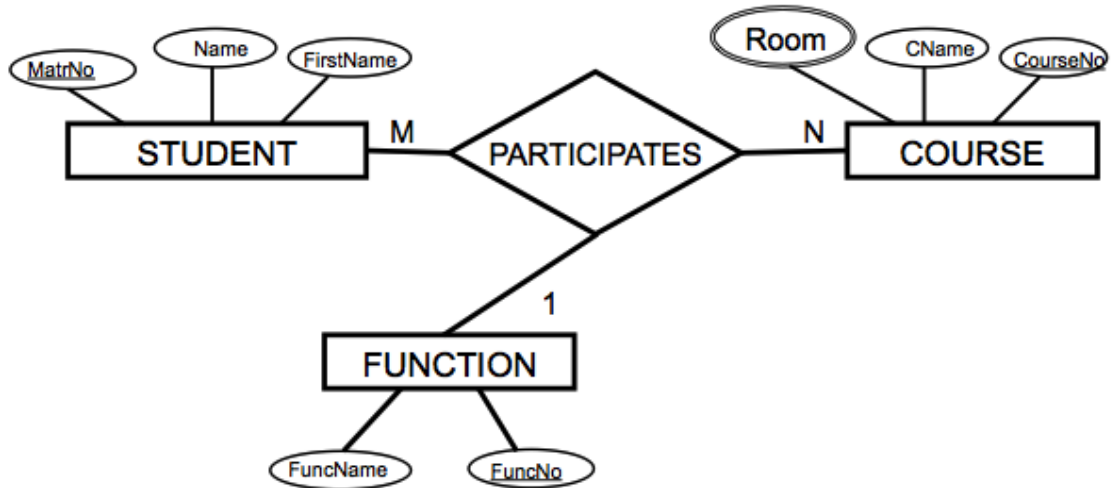 Name
FirstName
MatrNo
Room
CName
CourseNo
STUDENT
M
PARTICIPATES
N
COURSE
1
FUNCTION
FuncName
FuncNo